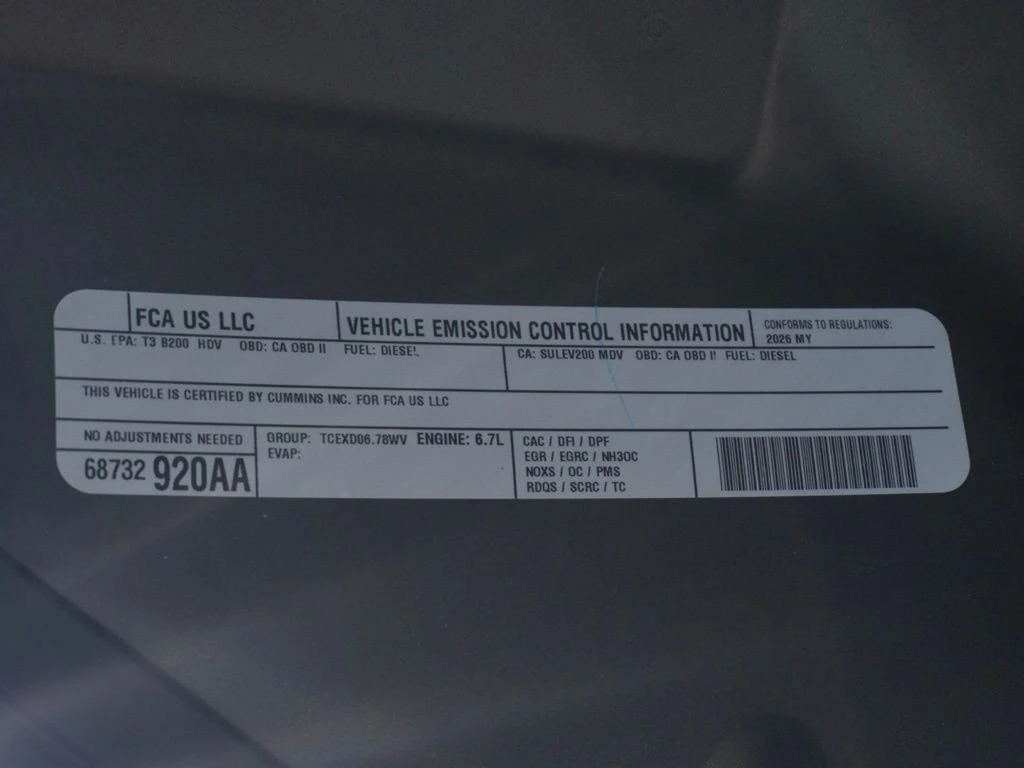 FCA US LLC
VEHICLE EMISSION CONTROL INFORMATION
CONFORMS TO REGULATIONS:
2026 MY
U.S. EPA: T3 B200 HDV OBD: CA OBD II FUEL: DIESEL
CA: SULEV200 MDV OBD: CA OBD II FUEL: DIESEL
THIS VEHICLE IS CERTIFIED BY CUMMINS INC. FOR FCA US LLC
NO ADJUSTMENTS NEEDED
68732 920AA
GROUP: TCEXD06.78WV ENGINE: 6.7L
EVAP:
CAC / DFI / DPF
EGR / EGRC / NH3OC
NOXS / OC / PMS
RDQS / SCRC / TC